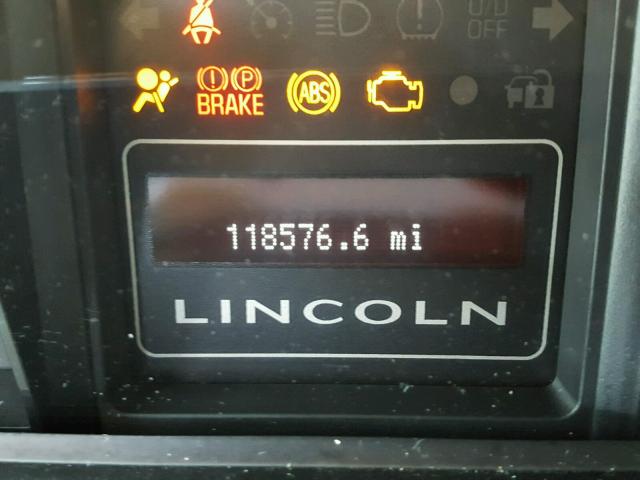 O/D
OFF
(!) (P)
BRAKE
ABS
118576.6 mi
LINCOLN